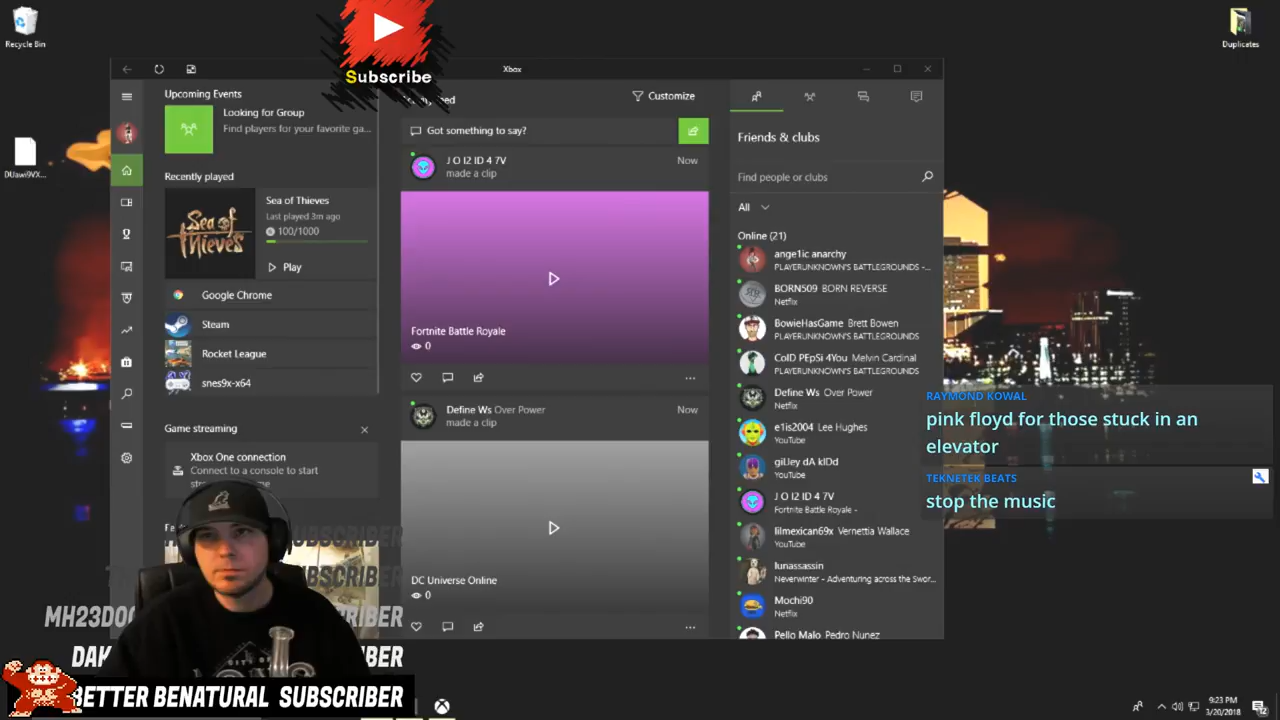 Recycle Bin
Duplicates
DUawi9VX...
Subscribe
Xbox
Upcoming Events
Looking for Group
Find players for your favorite ga...
Recently played
Sea of Thieves
Sea of Thieves
Last played 3m ago
100/1000
Play
Google Chrome
Steam
Rocket League
snes9x-x64
Game streaming
Xbox One connection
Connect to a console to start
Customize
Got something to say?
J O I2 ID 4 7V
made a clip
Now
Fortnite Battle Royale
0
Define Ws Over Power
made a clip
Now
DC Universe Online
0
Friends & clubs
Find people or clubs
All
Online (21)
ange1ic anarchy
PLAYERUNKNOWN'S BATTLEGROUNDS -...
BORN509 BORN REVERSE
Netflix
BowieHasGame Brett Bowen
PLAYERUNKNOWN'S BATTLEGROUNDS
ColD PEpSi 4You Melvin Cardinal
PLAYERUNKNOWN'S BATTLEGROUNDS
Define Ws Over Power
Netflix
e1is2004 Lee Hughes
YouTube
gilley dA kIDd
YouTube
J O I2 ID 4 7V
Fortnite Battle Royale -
lilmexican69x Vernettia Wallace
YouTube
lunassassin
Neverwinter - Adventuring across the Swor...
Mochi90
Netflix
Pello Malo Pedro Nunez
RAYMOND KOWAL
pink floyd for those stuck in an
elevator
TEKNETEK BEATS
stop the music
SUBSCRIBER
BETTER BENATURAL SUBSCRIBER
9:23 PM
3/20/2018
12